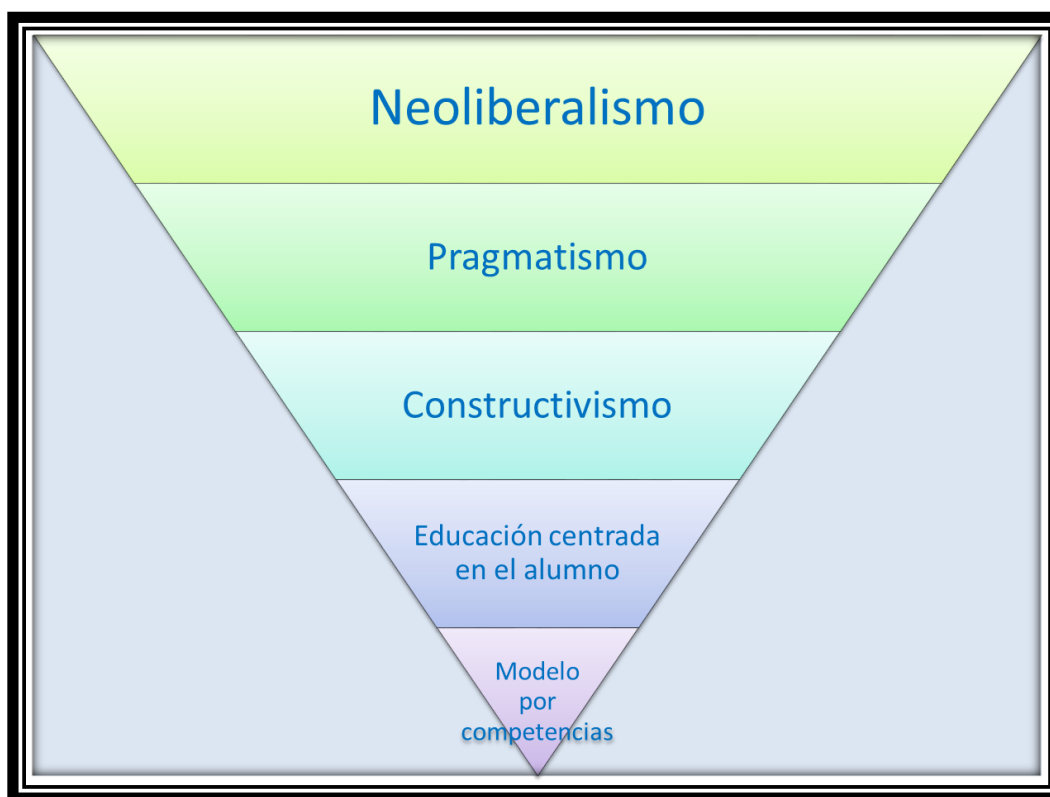 Neoliberalismo
Pragmatismo
Constructivismo
Educación centrada
en el alumno
Modelo
por
competencias